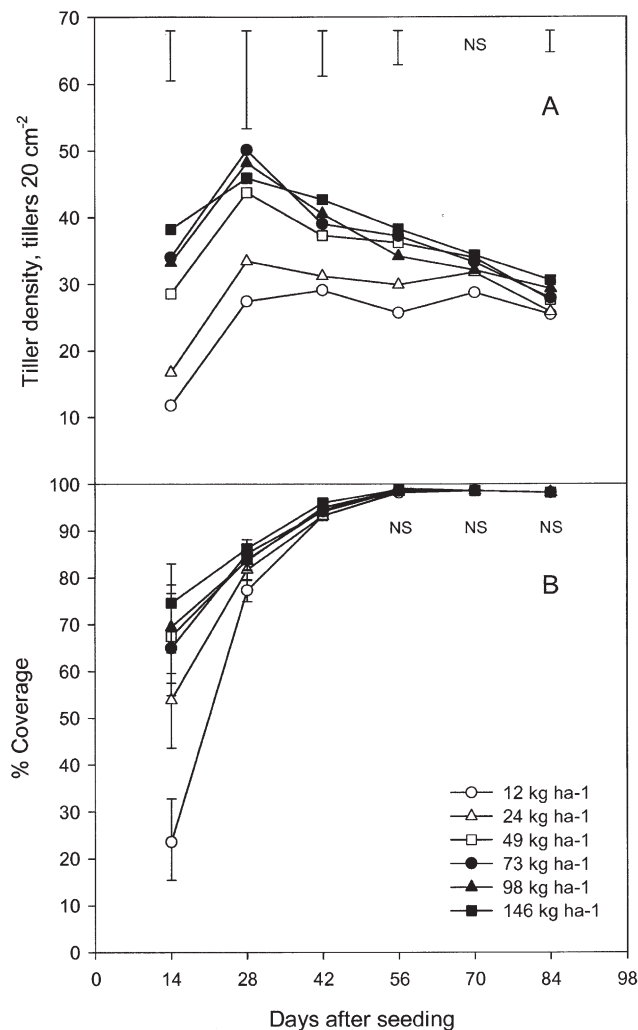 70
60
50
40
30
20
10
Tiller density, tillers 20 cm-2
NS
A
100
90
80
70
60
50
40
30
20
10
0
% Coverage
NS NS NS
B
12 kg ha-1
24 kg ha-1
49 kg ha-1
73 kg ha-1
98 kg ha-1
146 kg ha-1
0 14 28 42 56 70 84 98
Days after seeding